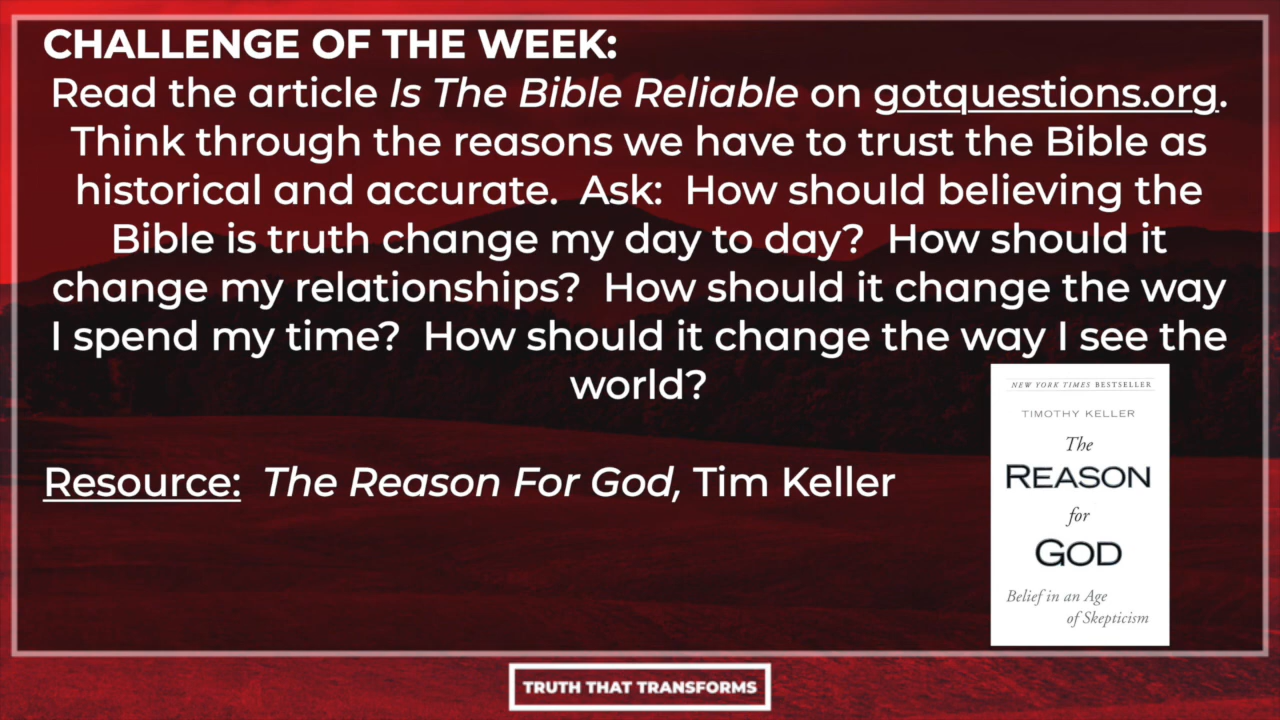 CHALLENGE OF THE WEEK:
Read the article Is The Bible Reliable on gotquestions.org.
Think through the reasons we have to trust the Bible as
historical and accurate.  Ask:  How should believing the
Bible is truth change my day to day?  How should it
change my relationships?  How should it change the way
I spend my time?  How should it change the way I see the
world?
Resource:  The Reason For God, Tim Keller
NEW YORK TIMES BESTSELLER
TIMOTHY KELLER
The
REASON
for
GOD
Belief in an Age
of Skepticism
TRUTH THAT TRANSFORMS